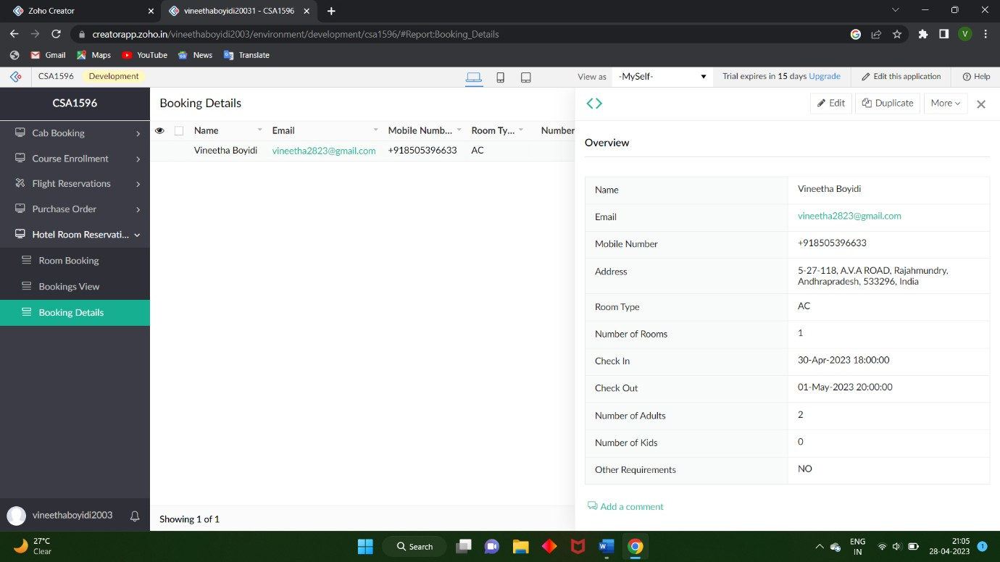 Zoho Creator
vineethaboyidi20031 - CSA1596
creatorapp.zoho.in/vineethaboyidi2003/environment/development/csa1596/#Report:Booking_Details
V
Gmail Maps YouTube News Translate
CSA1596 Development View as -MySelf- Trial expires in 15 days Upgrade Edit this application Help
CSA1596
Cab Booking
Course Enrollment
Flight Reservations
Purchase Order
Hotel Room Reservati...
Room Booking
Bookings View
Booking Details
vineethaboyidi2003
Booking Details
Name Email Mobile Numb... Room Ty... Number
Vineetha Boyidi vineetha2823@gmail.com +918505396633 AC
Showing 1 of 1
Edit Duplicate More
Overview
Name Vineetha Boyidi
Email vineetha2823@gmail.com
Mobile Number +918505396633
Address 5-27-118, A.V.A ROAD, Rajahmundry,
Andhrapradesh, 533296, India
Room Type AC
Number of Rooms 1
Check In 30-Apr-2023 18:00:00
Check Out 01-May-2023 20:00:00
Number of Adults 2
Number of Kids 0
Other Requirements NO
Add a comment
27°C
Clear
Search
ENG
IN
21:05
28-04-2023
1